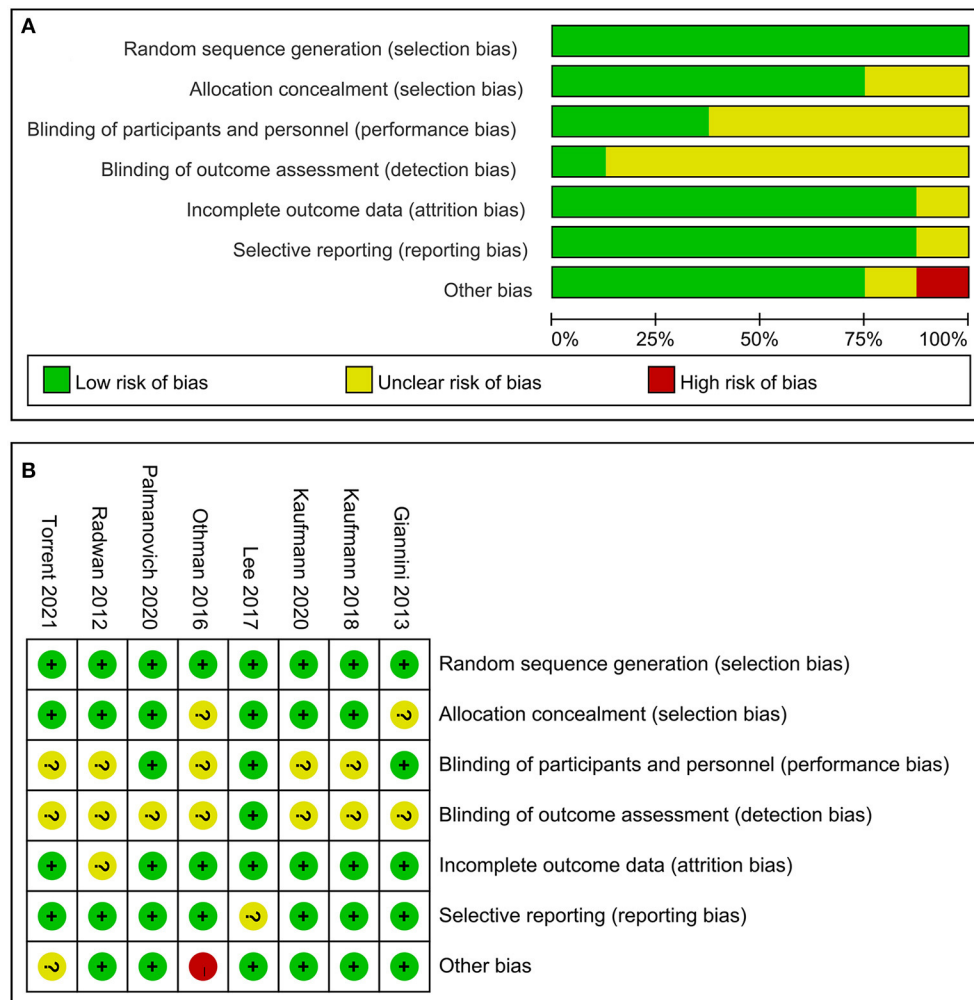 A
Random sequence generation (selection bias)
Allocation concealment (selection bias)
Blinding of participants and personnel (performance bias)
Blinding of outcome assessment (detection bias)
Incomplete outcome data (attrition bias)
Selective reporting (reporting bias)
Other bias
0% 25% 50% 75% 100%
Low risk of bias Unclear risk of bias High risk of bias
B
Torrent 2021
Radwan 2012
Palmanovich 2020
Othman 2016
Lee 2017
Kaufmann 2020
Kaufmann 2018
Giannini 2013
+ + + + + + + + Random sequence generation (selection bias)
+ + + ? + + + ? Allocation concealment (selection bias)
? ? + ? + ? ? + Blinding of participants and personnel (performance bias)
? ? ? ? + ? ? ? Blinding of outcome assessment (detection bias)
+ ? + + + + + + Incomplete outcome data (attrition bias)
+ + + + ? + + + Selective reporting (reporting bias)
? + + – + + + + Other bias